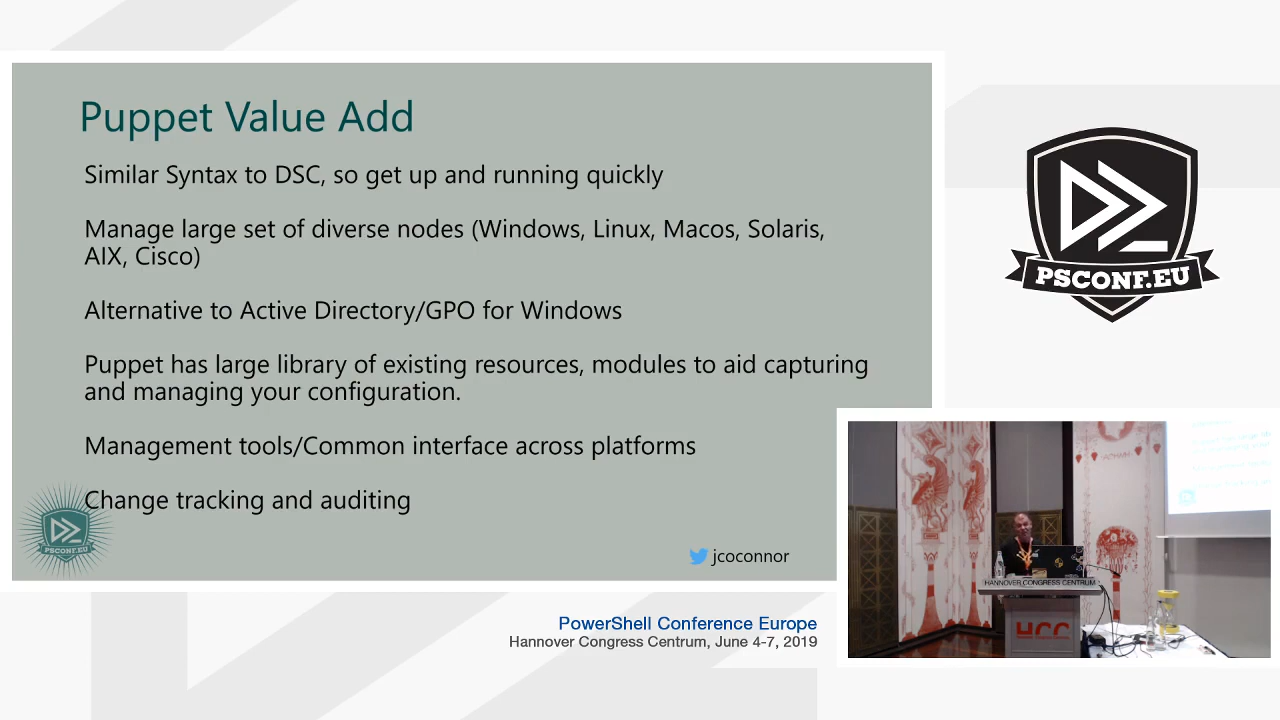 Puppet Value Add
Similar Syntax to DSC, so get up and running quickly
Manage large set of diverse nodes (Windows, Linux, Macos, Solaris,
AIX, Cisco)
Alternative to Active Directory/GPO for Windows
Puppet has large library of existing resources, modules to aid capturing
and managing your configuration.
Management tools/Common interface across platforms
Change tracking and auditing
PSCONF.EU
jcoconnor
PSCONF.EU
HANNOVER CONGRESS CENTRUM
HCC
PowerShell Conference Europe
Hannover Congress Centrum, June 4-7, 2019